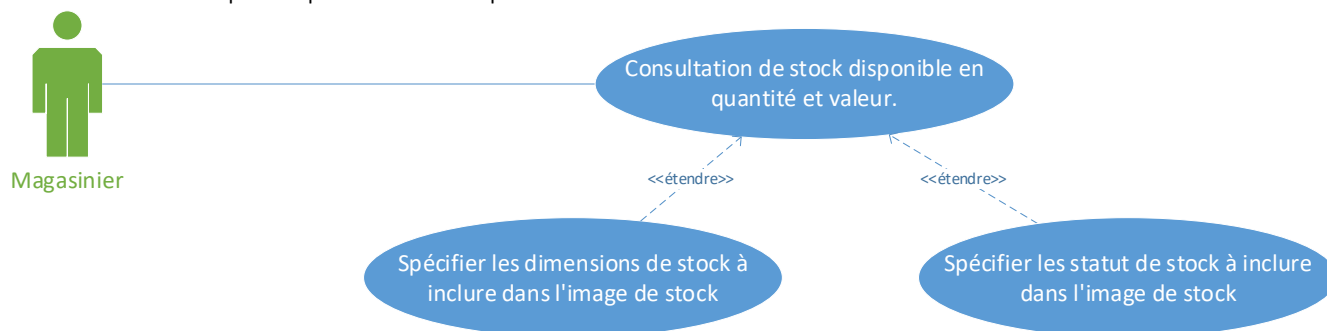 Consultation de stock disponible en
quantité et valeur.
Magasinier
<<étendre>>
<<étendre>>
Spécifier les dimensions de stock à
inclure dans l'image de stock
Spécifier les statut de stock à inclure
dans l'image de stock